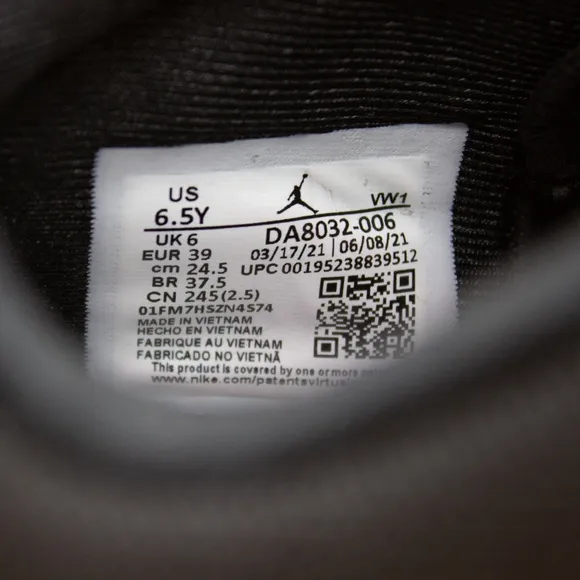 US
6.5Y
VW1
UK 6
DA8032-006
EUR 39
03/17/21 | 06/08/21
cm 24.5
UPC 00195238839512
BR 37.5
CN 245(2.5)
01FM7HSZN4S74
MADE IN VIETNAM
HECHO EN VIETNAM
FABRIQUE AU VIETNAM
FABRICADO NO VIETNÃ
This product is covered by one or more
www.nike.com/patents